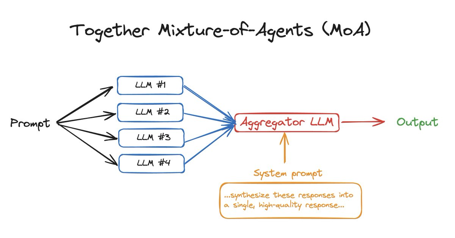 Together Mixture-of-Agents (MoA)
LLM #1
LLM #2
LLM #3
LLM #4
Prompt
Aggregator LLM
Output
System prompt
...synthesize these responses into
a single, high-quality response...